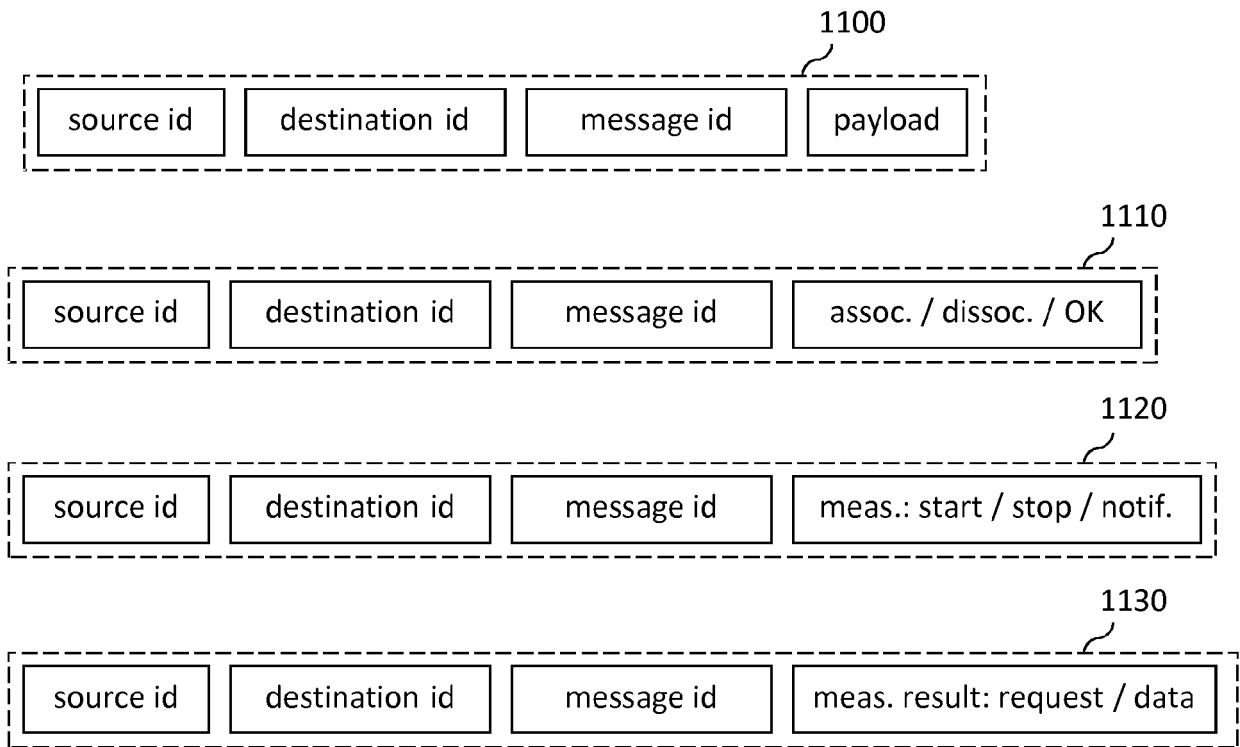 1100
source id destination id message id payload
1110
source id destination id message id assoc. / dissoc. / OK
1120
source id destination id message id meas.: start / stop / notif.
1130
source id destination id message id meas. result: request / data